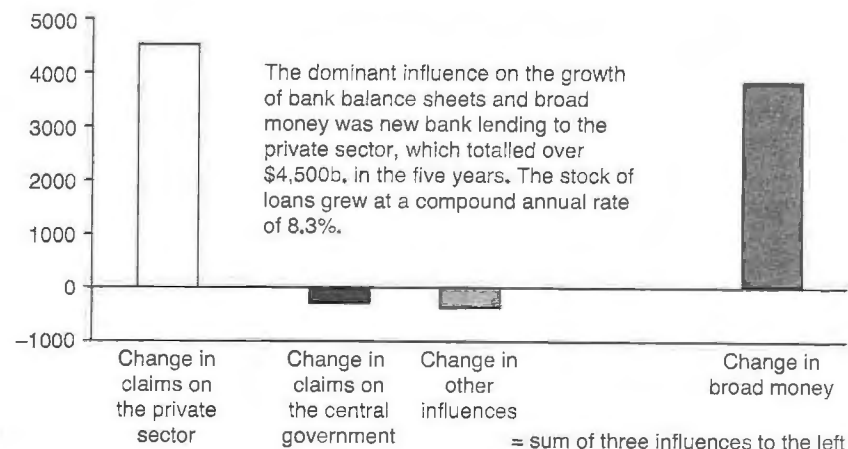 5000
4000
3000
2000
1000
0
−1000
The dominant influence on the growth
of bank balance sheets and broad
money was new bank lending to the
private sector, which totalled over
$4,500b. in the five years. The stock of
loans grew at a compound annual rate
of 8.3%.
Change in
claims on
the private
sector
Change in
claims on
the central
government
Change in
other
influences
Change in
broad money
= sum of three influences to the left